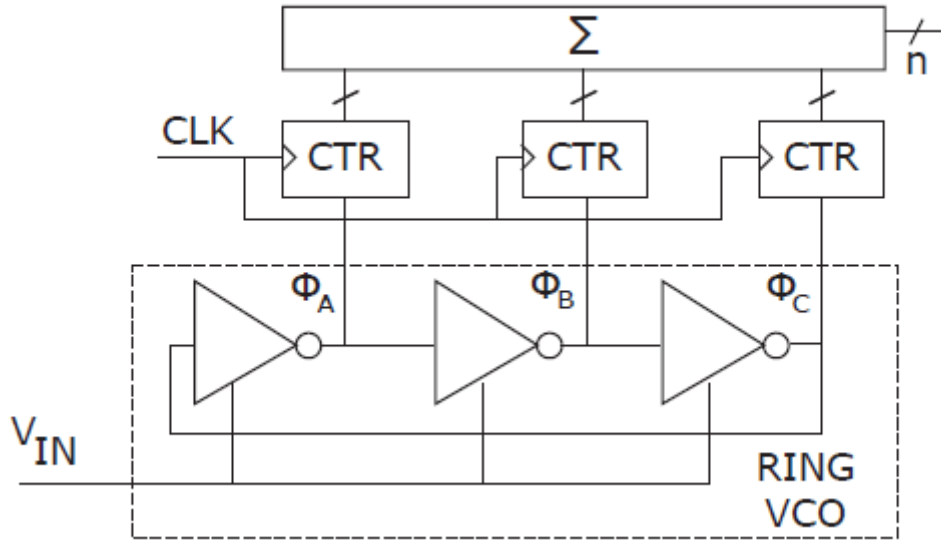 Σ
n
CLK
CTR CTR CTR
ΦA ΦB ΦC
VIN
RING
VCO